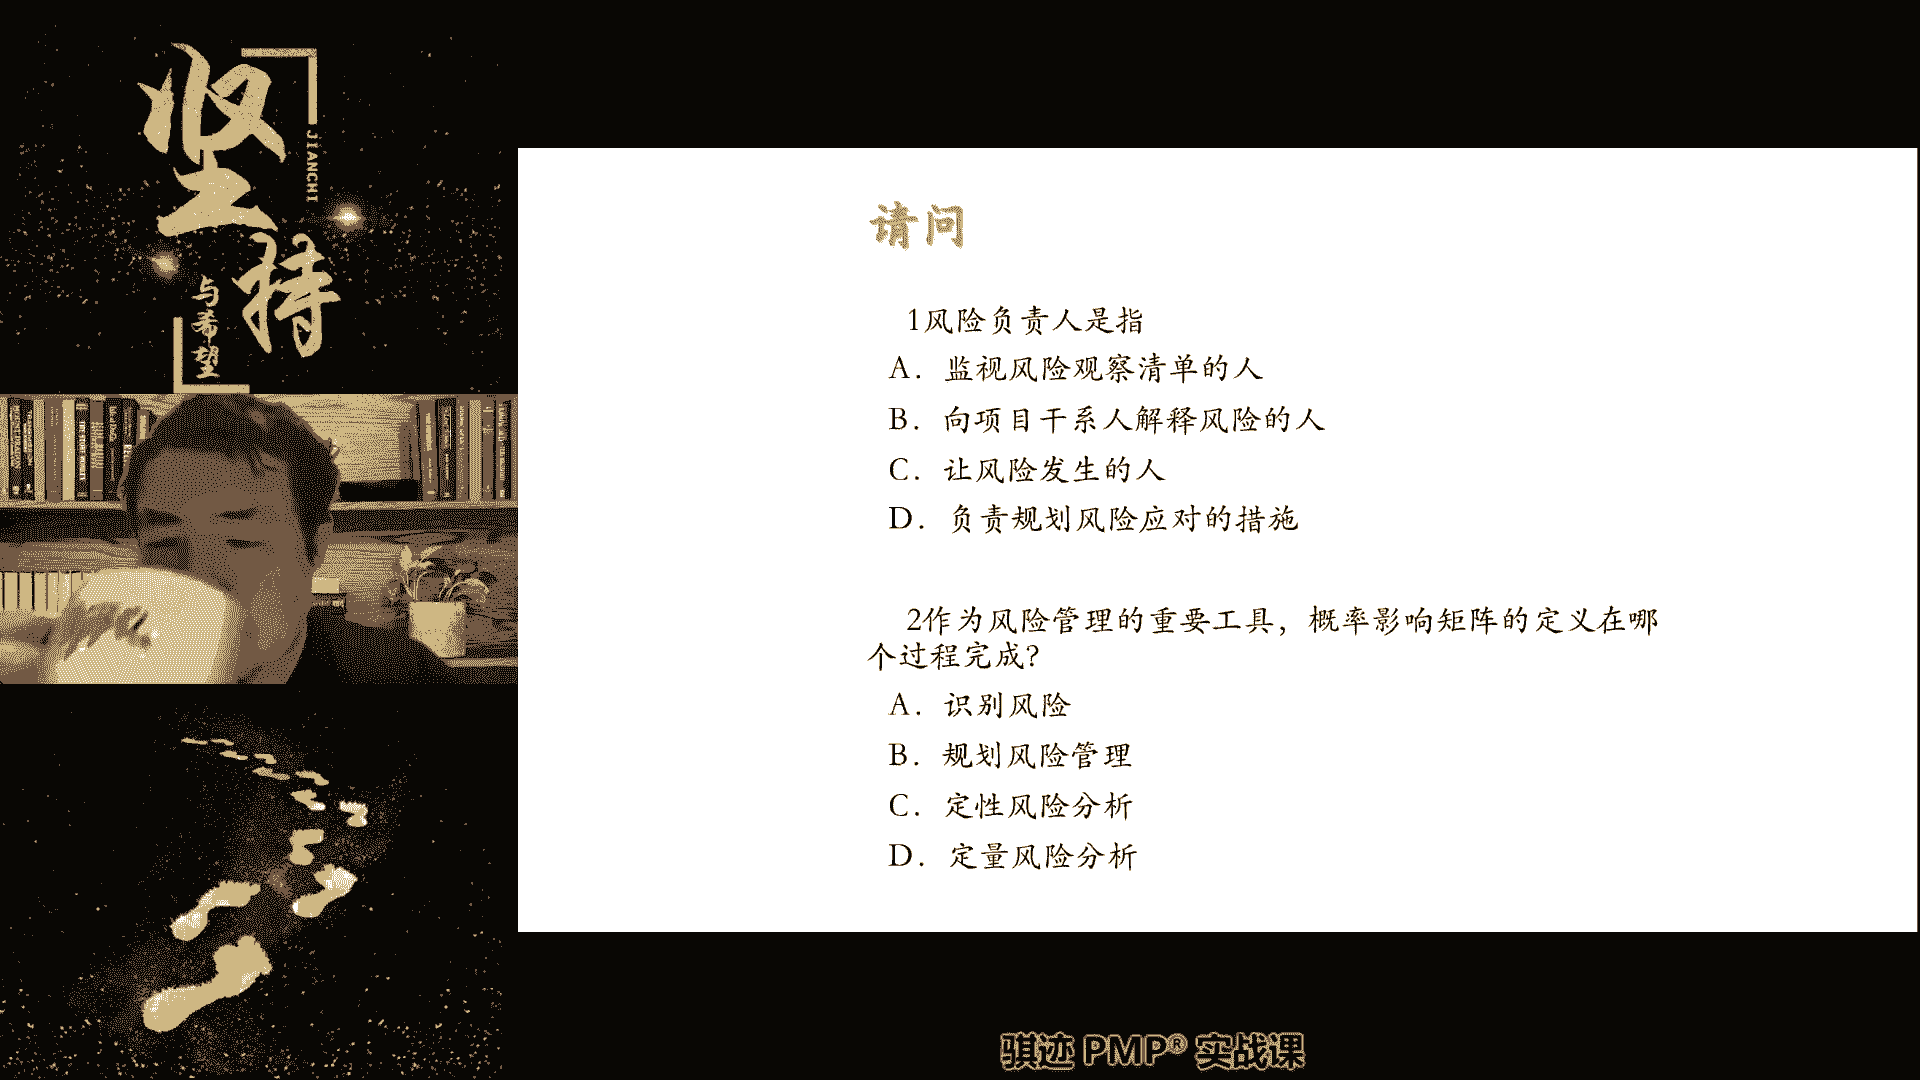 坚持
JIANCHI
与希望
请问
1风险负责人是指
A. 监视风险观察清单的人
B. 向项目干系人解释风险的人
C. 让风险发生的人
D. 负责规划风险应对的措施
2作为风险管理的重要工具，概率影响矩阵的定义在哪
个过程完成?
A. 识别风险
B. 规划风险管理
C. 定性风险分析
D. 定量风险分析
骐迹 PMP® 实战课